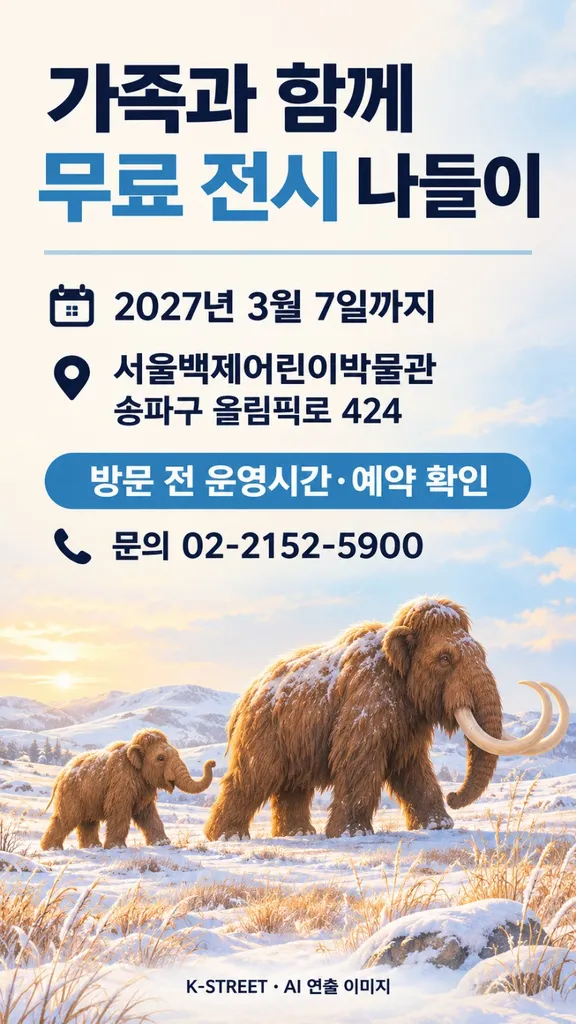 가족과 함께
무료 전시 나들이
2027년 3월 7일까지
서울백제어린이박물관
송파구 올림픽로 424
방문 전 운영시간·예약 확인
문의 02-2152-5900
K-STREET · AI 연출 이미지